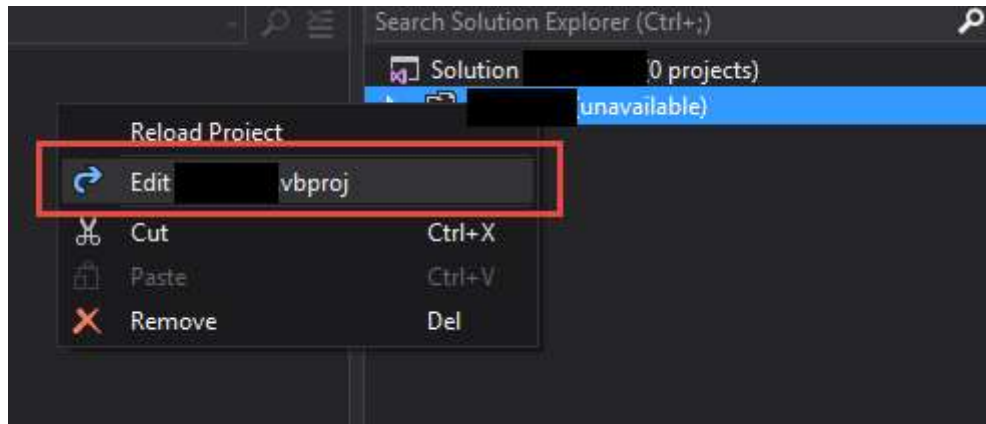 Search Solution Explorer (Ctrl+;)
Solution (0 projects)
(unavailable)
Reload Project
Edit .vbproj
Cut Ctrl+X
Paste Ctrl+V
Remove Del